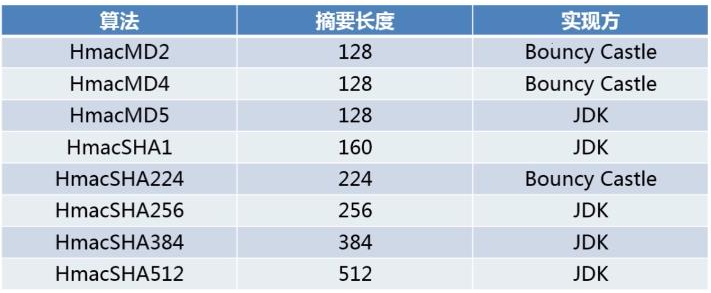 算法 摘要长度 实现方
HmacMD2 128 Bouncy Castle
HmacMD4 128 Bouncy Castle
HmacMD5 128 JDK
HmacSHA1 160 JDK
HmacSHA224 224 Bouncy Castle
HmacSHA256 256 JDK
HmacSHA384 384 JDK
HmacSHA512 512 JDK